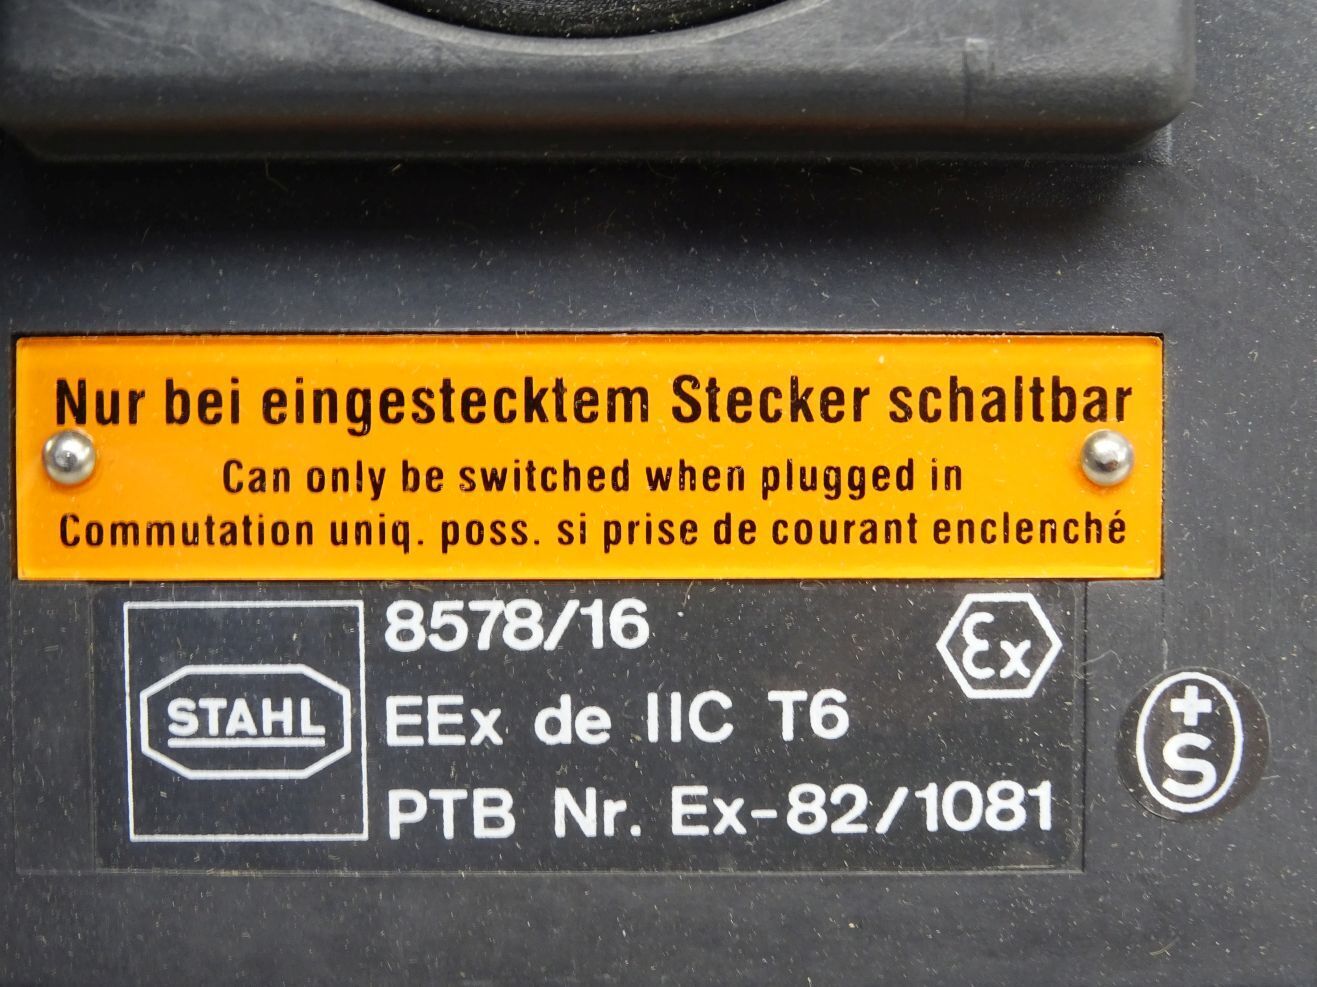 Nur bei eingestecktem Stecker schaltbar
Can only be switched when plugged in
Commutation uniq. poss. si prise de courant enclenché
STAHL
8578/16
EEx de IIC T6
PTB Nr. Ex-82/1081
εx
+S